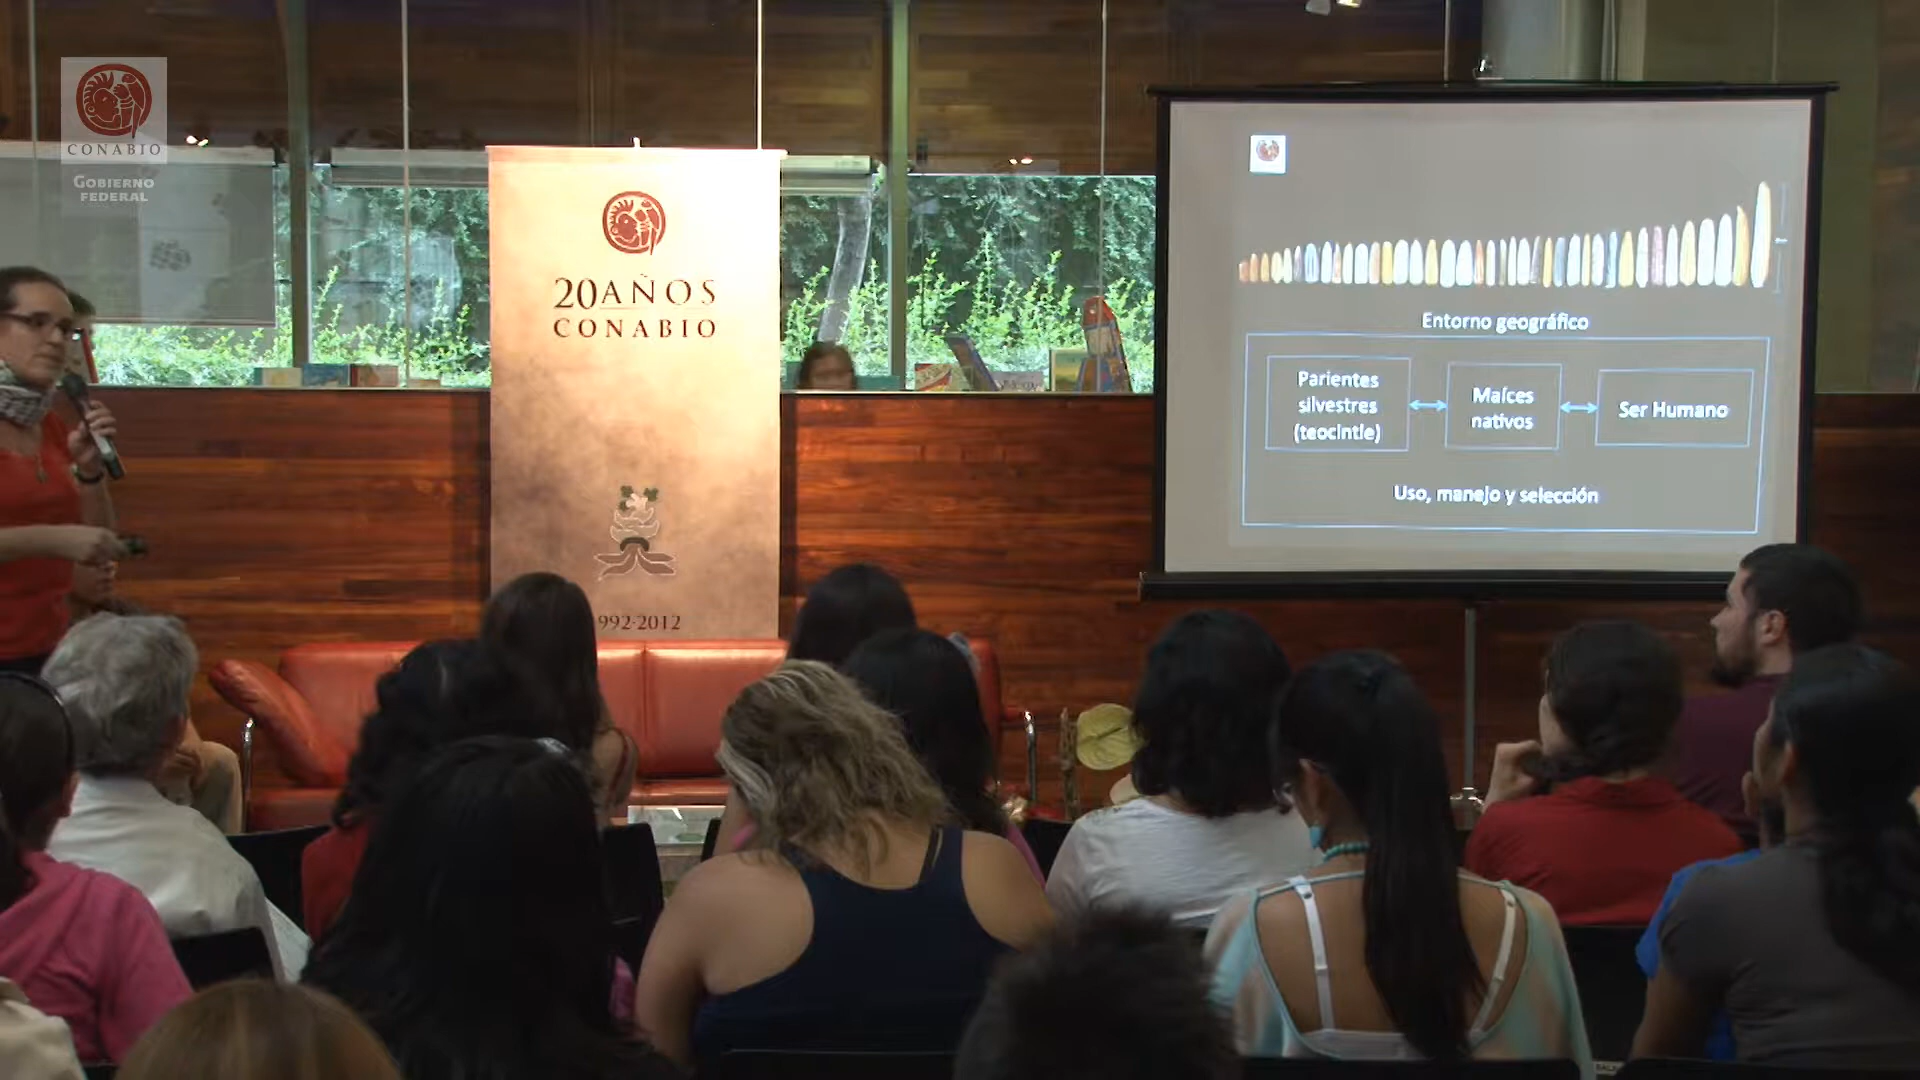 CONABIO
GOBIERNO
FEDERAL
20 AÑOS
CONABIO
992-2012
Entorno geográfico
Parientes
silvestres
(teocintle)
Maíces
nativos
Ser Humano
Uso, manejo y selección